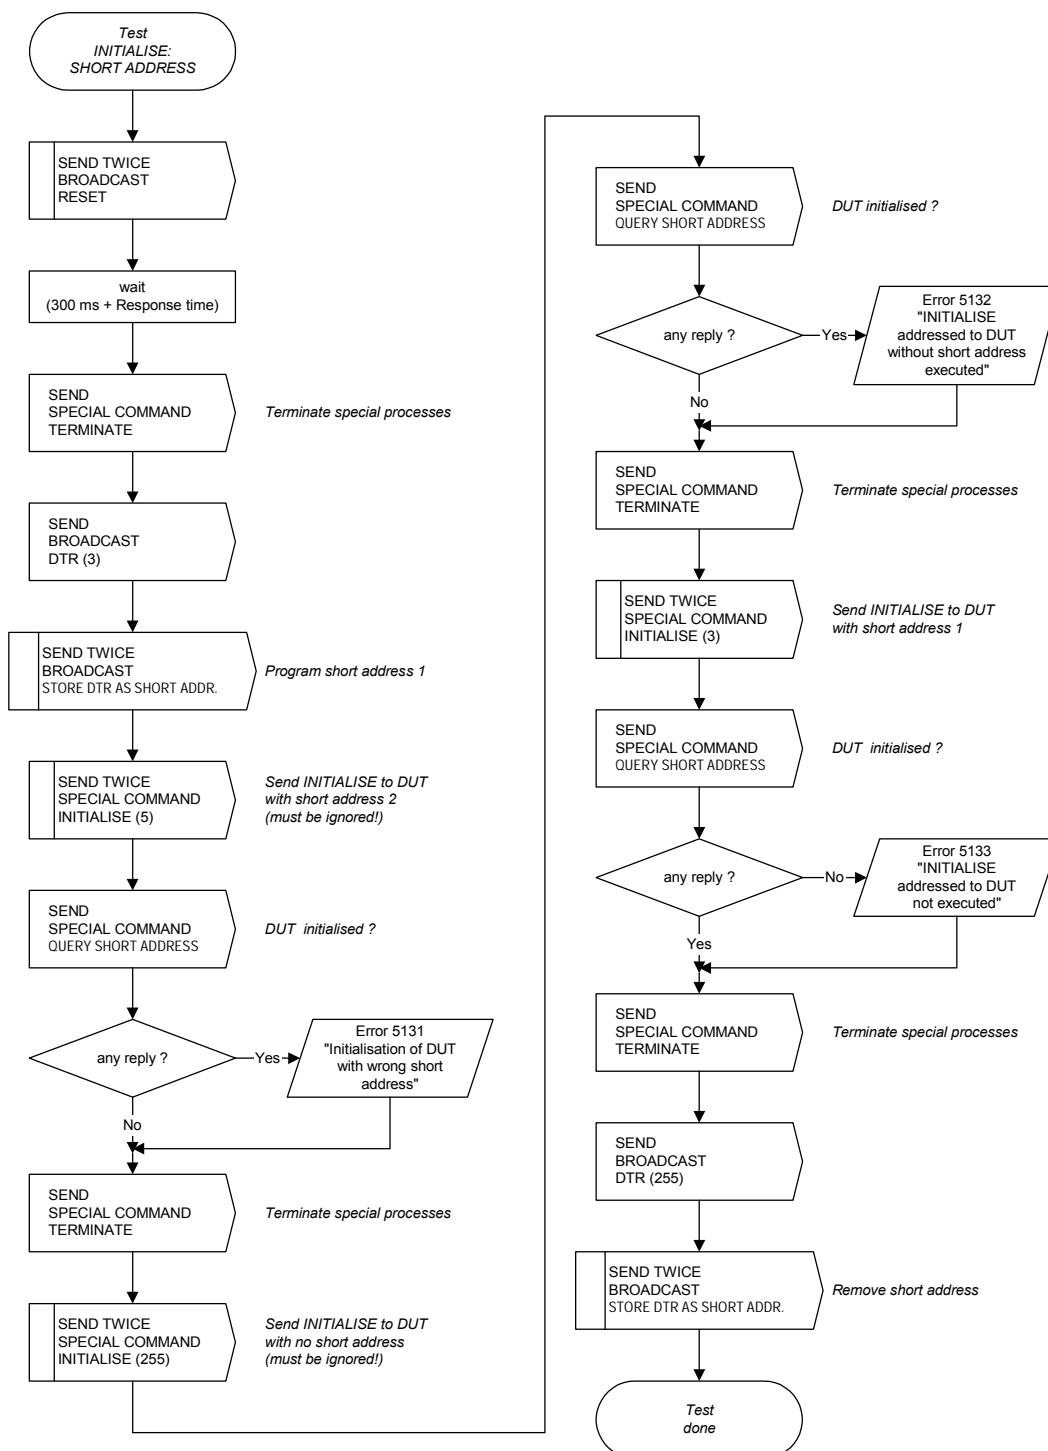 Test
INITIALISE:
SHORT ADDRESS
SEND TWICE
BROADCAST
RESET
wait
(300 ms + Response time)
SEND
SPECIAL COMMAND
TERMINATE
Terminate special processes
SEND
BROADCAST
DTR (3)
SEND TWICE
BROADCAST
STORE DTR AS SHORT ADDR.
Program short address 1
SEND TWICE
SPECIAL COMMAND
INITIALISE (5)
Send INITIALISE to DUT
with short address 2
(must be ignored!)
SEND
SPECIAL COMMAND
QUERY SHORT ADDRESS
DUT initialised ?
any reply ?
Yes
Error 5131
"Initialisation of DUT
with wrong short
address"
No
SEND
SPECIAL COMMAND
TERMINATE
Terminate special processes
SEND TWICE
SPECIAL COMMAND
INITIALISE (255)
Send INITIALISE to DUT
with no short address
(must be ignored!)
SEND
SPECIAL COMMAND
QUERY SHORT ADDRESS
DUT initialised ?
any reply ?
Yes
Error 5132
"INITIALISE
addressed to DUT
without short address
executed"
No
SEND
SPECIAL COMMAND
TERMINATE
Terminate special processes
SEND TWICE
SPECIAL COMMAND
INITIALISE (3)
Send INITIALISE to DUT
with short address 1
SEND
SPECIAL COMMAND
QUERY SHORT ADDRESS
DUT initialised ?
any reply ?
No
Error 5133
"INITIALISE
addressed to DUT
not executed"
Yes
SEND
SPECIAL COMMAND
TERMINATE
Terminate special processes
SEND
BROADCAST
DTR (255)
SEND TWICE
BROADCAST
STORE DTR AS SHORT ADDR.
Remove short address
Test
done